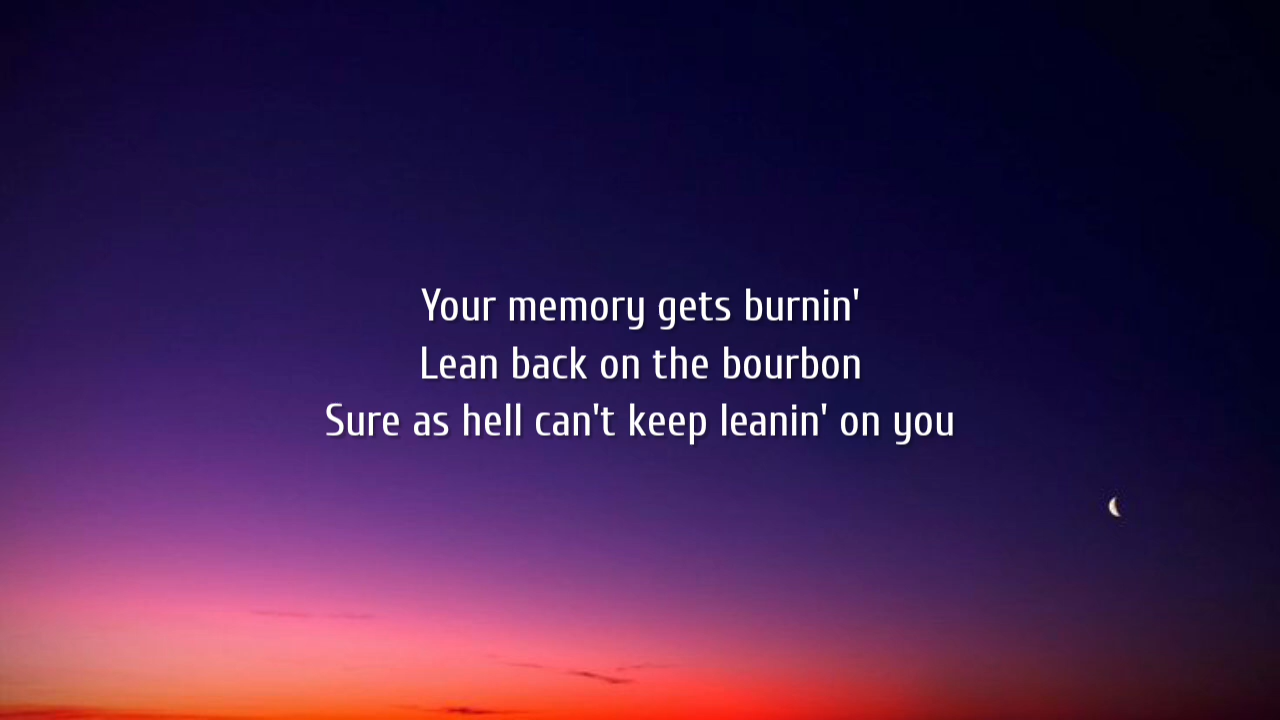 Your memory gets burnin'
Lean back on the bourbon
Sure as hell can't keep leanin' on you